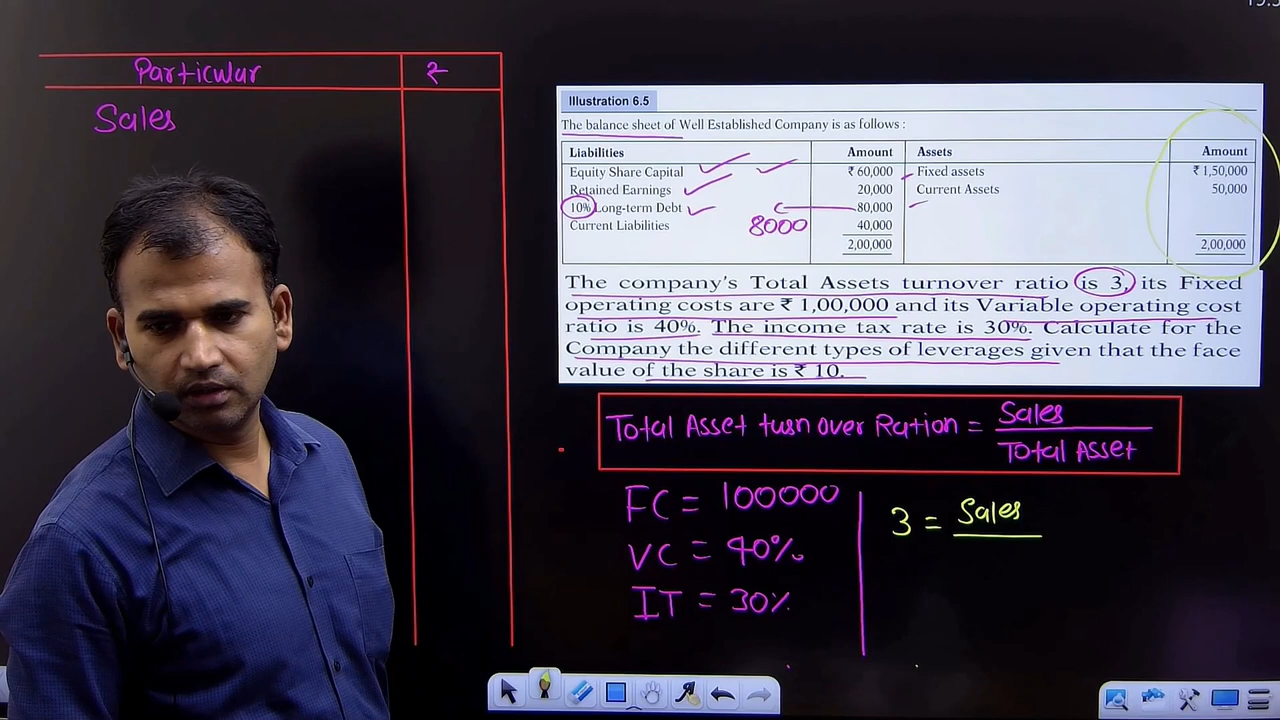 Particular ₹
Sales
Illustration 6.5
The balance sheet of Well Established Company is as follows :
Liabilities Amount Assets Amount
Equity Share Capital ₹ 60,000 Fixed assets ₹ 1,50,000
Retained Earnings 20,000 Current Assets 50,000
10% Long-term Debt 80,000
Current Liabilities 8000 40,000
2,00,000 2,00,000
The company's Total Assets turnover ratio is 3, its Fixed
operating costs are ₹ 1,00,000 and its Variable operating cost
ratio is 40%. The income tax rate is 30%. Calculate for the
Company the different types of leverages given that the face
value of the share is ₹ 10.
Total Asset turn over Ration = Sales
Total Asset
FC = 100000
VC = 40%
IT = 30%
3 = Sales